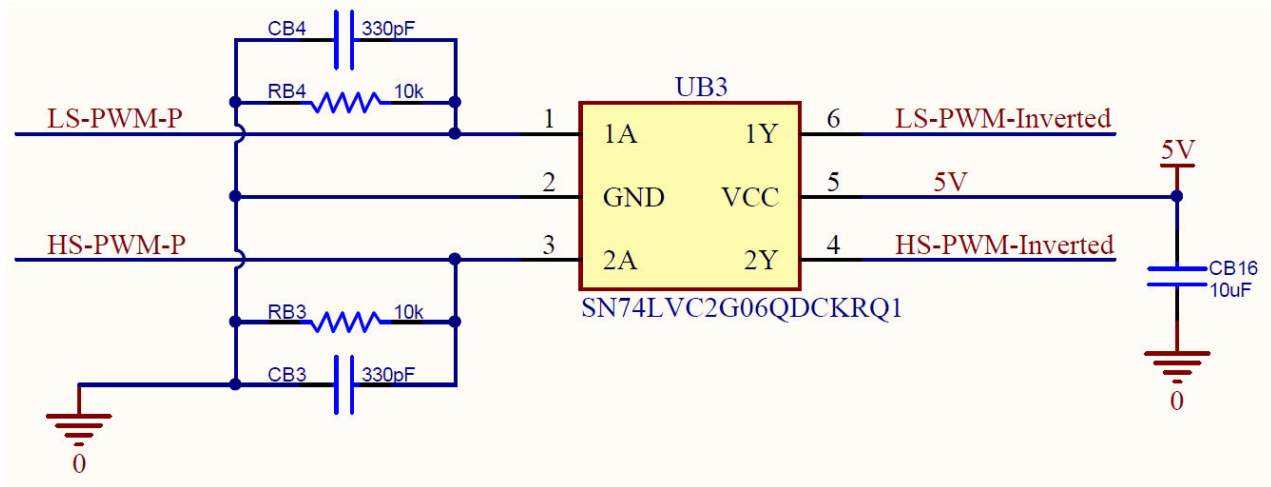 CB4 330pF
RB4 10k
UB3
LS-PWM-P 1 1A 1Y 6 LS-PWM-Inverted
5V
2 GND VCC 5 5V
HS-PWM-P 3 2A 2Y 4 HS-PWM-Inverted
CB16
10uF
RB3 10k
SN74LVC2G06QDCKRQ1
CB3 330pF
0
0